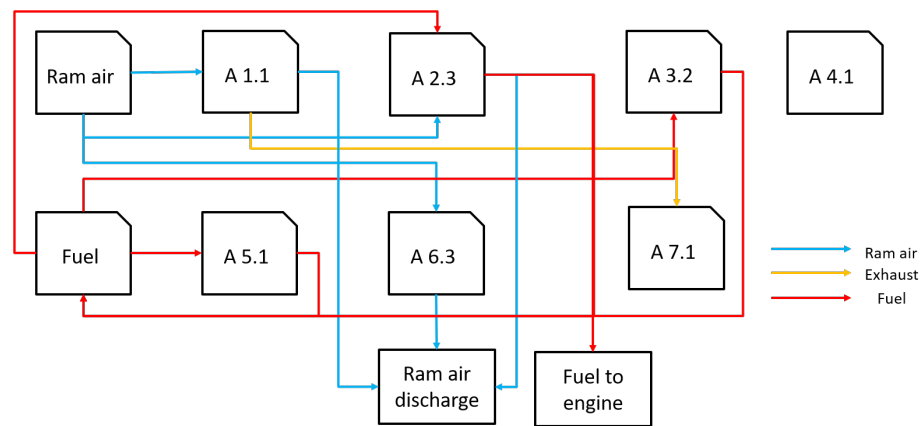 Ram air
A 1.1
A 2.3
A 3.2
A 4.1
Fuel
A 5.1
A 6.3
A 7.1
Ram air
Exhaust
Fuel
Ram air
discharge
Fuel to
engine